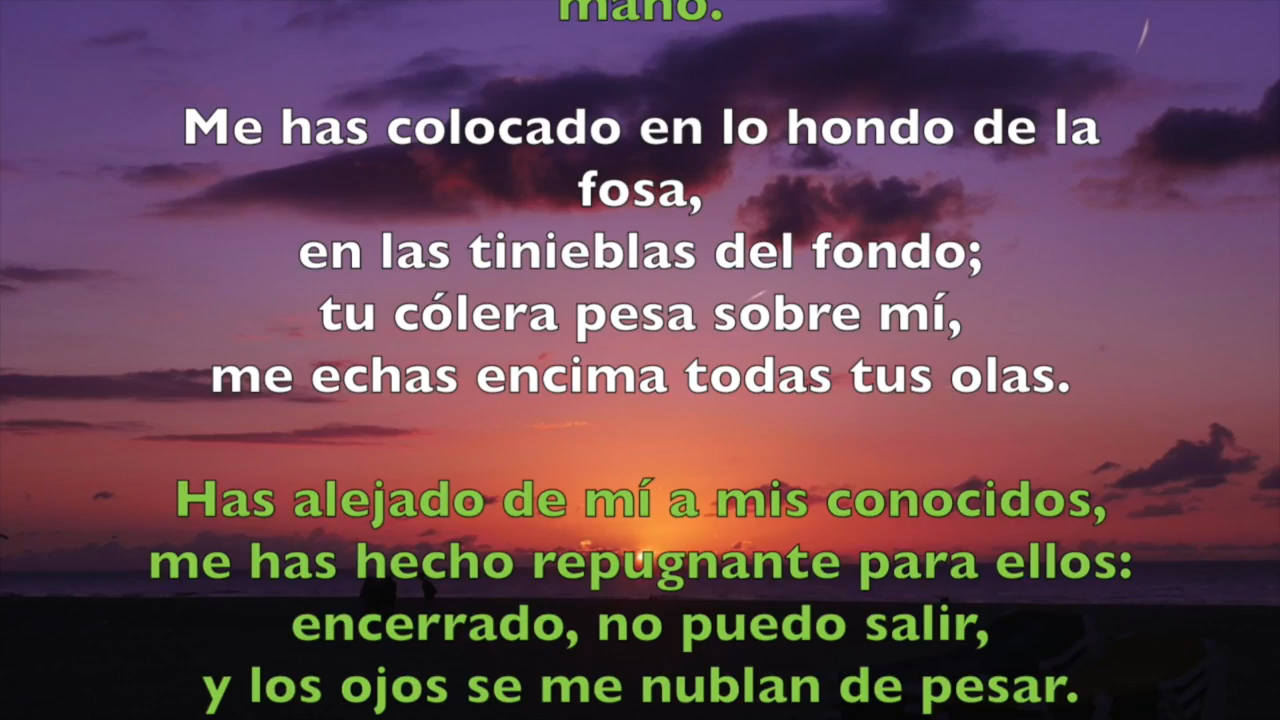 mano.
Me has colocado en lo hondo de la
fosa,
en las tinieblas del fondo;
tu cólera pesa sobre mí,
me echas encima todas tus olas.
Has alejado de mí a mis conocidos,
me has hecho repugnante para ellos:
encerrado, no puedo salir,
y los ojos se me nublan de pesar.